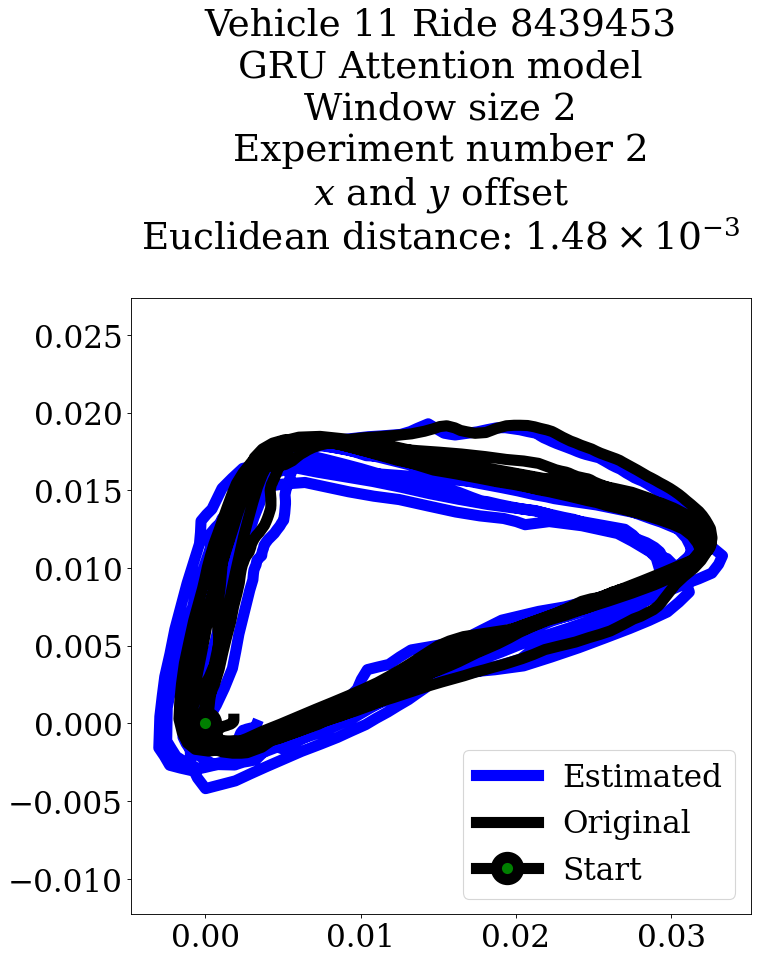 Vehicle 11 Ride 8439453
GRU Attention model
Window size 2
Experiment number 2
x and y offset
Euclidean distance: 1.48 × 10⁻³
0.025
0.020
0.015
0.010
0.005
0.000
−0.005
−0.010
Estimated
Original
Start
0.00 0.01 0.02 0.03